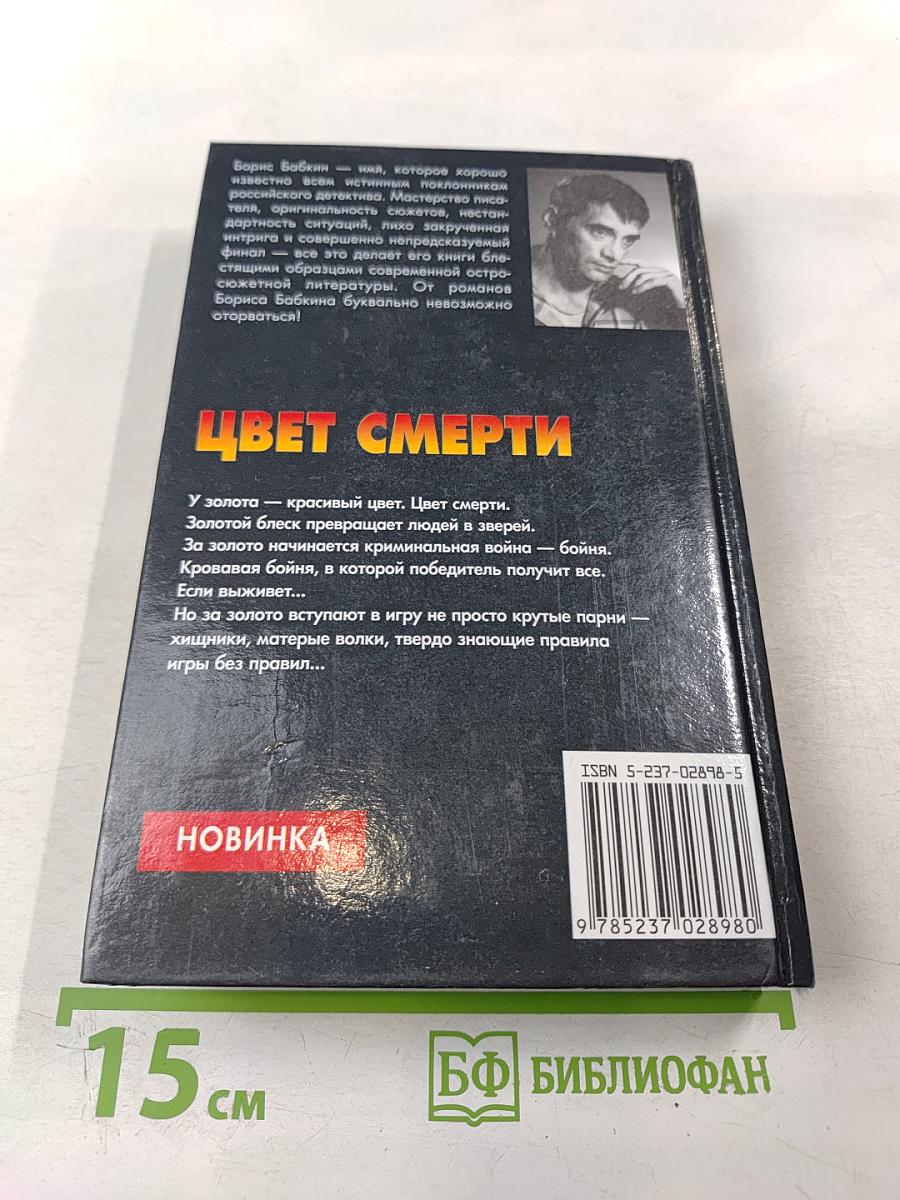 Борис Бабкин — имя, которое хорошо
известно всем истинным поклонникам
российского детектива. Мастерство писа-
теля, оригинальность сюжетов, нестан-
дартность ситуаций, лихо закрученная
интрига и совершенно непредсказуемый
финал — все это делает его книги бле-
стящими образцами современной остро-
сюжетной литературы. От романов
Бориса Бабкина буквально невозможно
оторваться!
ЦВЕТ СМЕРТИ
У золота — красивый цвет. Цвет смерти.
Золотой блеск превращает людей в зверей.
За золото начинается криминальная война — бойня.
Кровавая бойня, в которой победитель получит все.
Если выживет...
Но за золото вступают в игру не просто крутые парни —
хищники, матерые волки, твердо знающие правила
игры без правил...
НОВИНКА
ISBN 5-237-02898-5
9 785237 028980
15 см
БФ БИБЛИОФАН